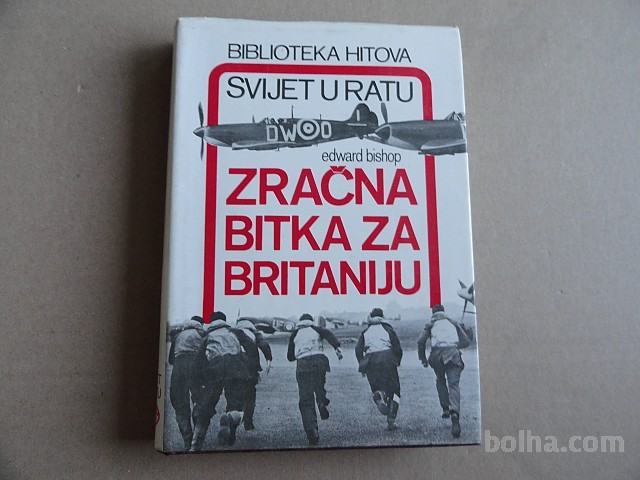 BIBLIOTEKA HITOVA
SVIJET U RATU
DW O
edward bishop
ZRAČNA
BITKA ZA
BRITANIJU
bolha.com